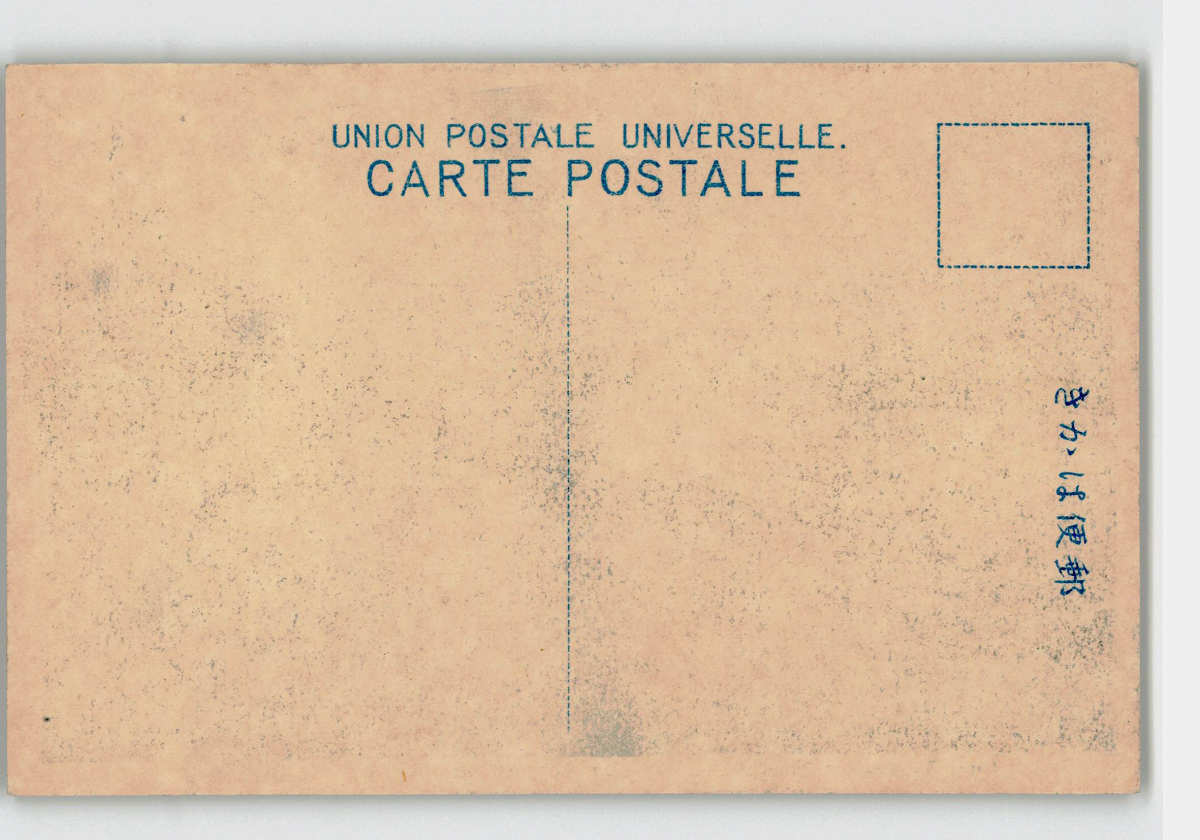 UNION POSTALE UNIVERSELLE.
CARTE POSTALE
きかは便郵